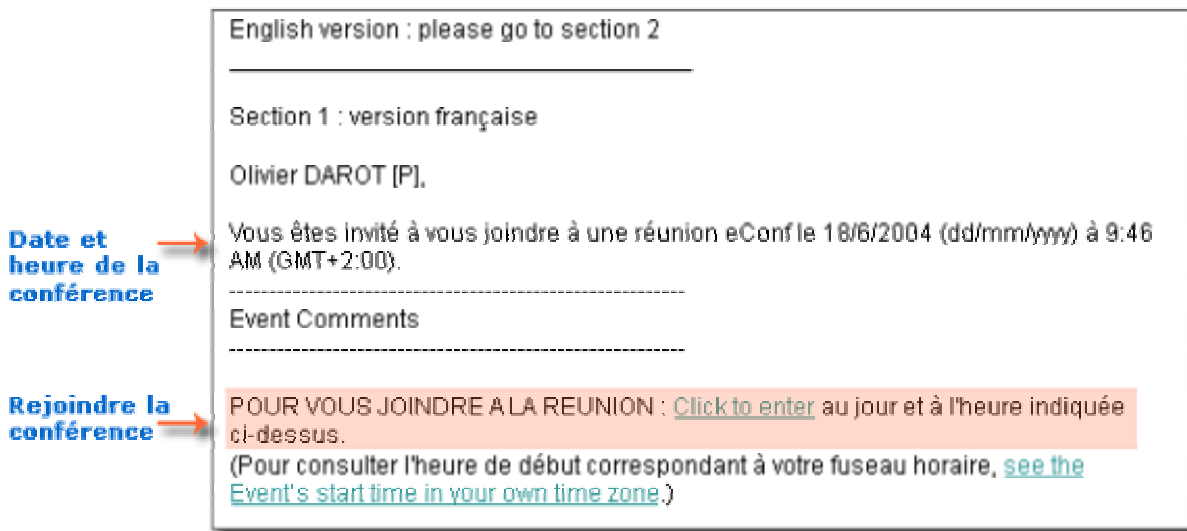 English version : please go to section 2
Section 1 : version française
Olivier DAROT [P],
Date et
heure de la
conférence
Vous êtes invité à vous joindre à une réunion eConf le 18/6/2004 (dd/mm/yyyy) à 9:46
AM (GMT+2:00).
------------------------------------------------------------
Event Comments
------------------------------------------------------------
Rejoindre la
conférence
POUR VOUS JOINDRE A LA REUNION : Click to enter au jour et à l'heure indiquée
ci-dessus.
(Pour consulter l'heure de début correspondant à votre fuseau horaire, see the
Event's start time in your own time zone.)